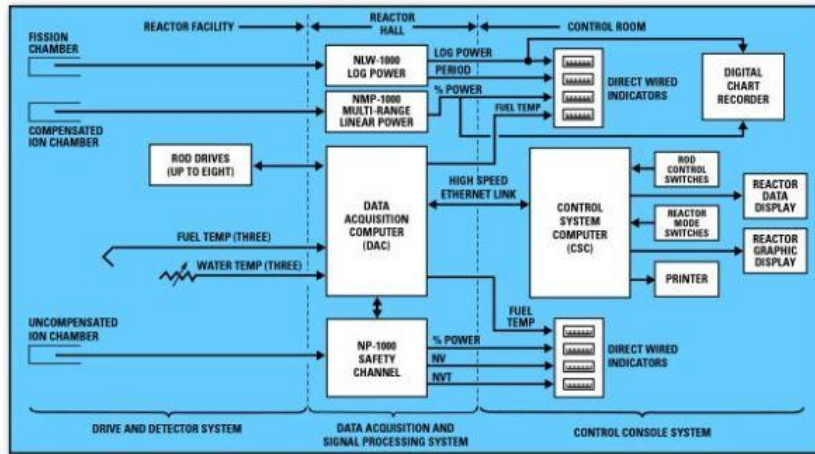 REACTOR FACILITY
REACTOR
HALL
CONTROL ROOM
FISSION
CHAMBER
NLW-1000
LOG POWER
LOG POWER
PERIOD
% POWER
NMP-1000
MULTI-RANGE
LINEAR POWER
FUEL TEMP
DIRECT WIRED
INDICATORS
DIGITAL
CHART
RECORDER
COMPENSATED
ION CHAMBER
ROD DRIVES
(UP TO EIGHT)
DATA
ACQUISITION
COMPUTER
(DAC)
HIGH SPEED
ETHERNET LINK
CONTROL
SYSTEM
COMPUTER
(CSC)
ROD
CONTROL
SWITCHES
REACTOR
DATA
DISPLAY
REACTOR
MODE
SWITCHES
REACTOR
GRAPHIC
DISPLAY
PRINTER
FUEL TEMP (THREE)
WATER TEMP (THREE)
UNCOMPENSATED
ION CHAMBER
NP-1000
SAFETY
CHANNEL
FUEL
TEMP
% POWER
NV
NVT
DIRECT WIRED
INDICATORS
DRIVE AND DETECTOR SYSTEM
DATA ACQUISITION AND
SIGNAL PROCESSING SYSTEM
CONTROL CONSOLE SYSTEM